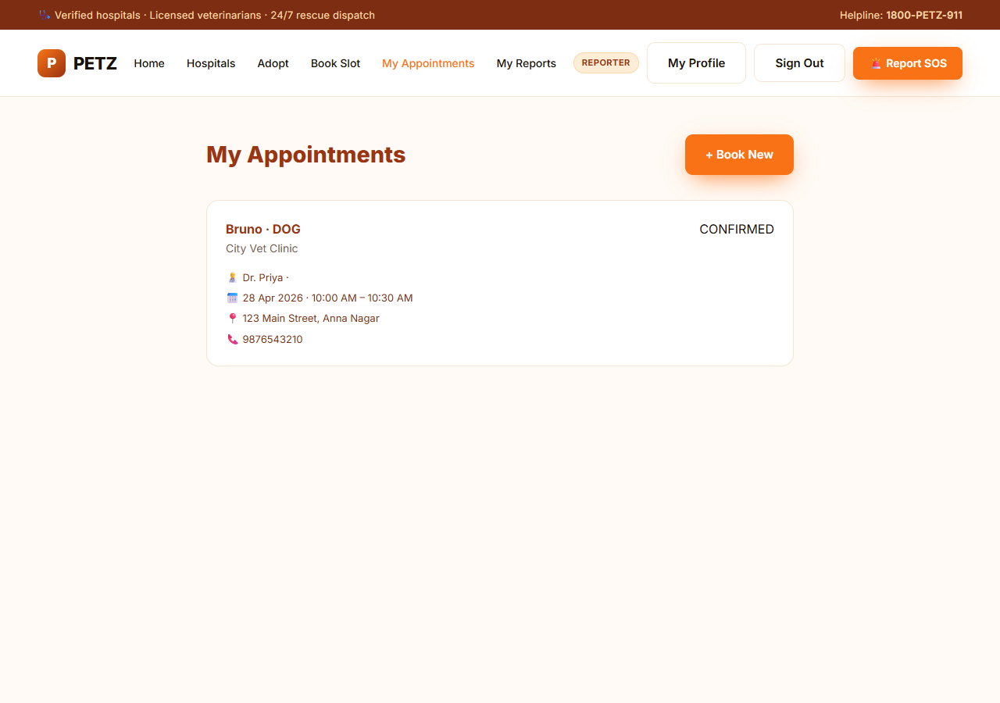 Verified hospitals · Licensed veterinarians · 24/7 rescue dispatch
Helpline: 1800-PETZ-911
P PETZ
Home
Hospitals
Adopt
Book Slot
My Appointments
My Reports
REPORTER
My Profile
Sign Out
Report SOS
My Appointments
+ Book New
Bruno · DOG
CONFIRMED
City Vet Clinic
Dr. Priya ·
28 Apr 2026 · 10:00 AM – 10:30 AM
123 Main Street, Anna Nagar
9876543210